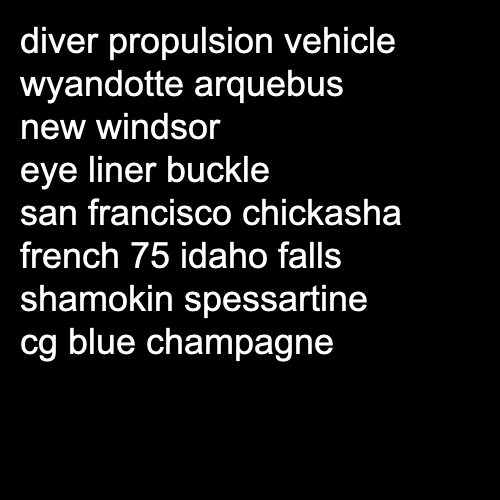 diver propulsion vehicle
wyandotte arquebus
new windsor
eye liner buckle
san francisco chickasha
french 75 idaho falls
shamokin spessartine
cg blue champagne